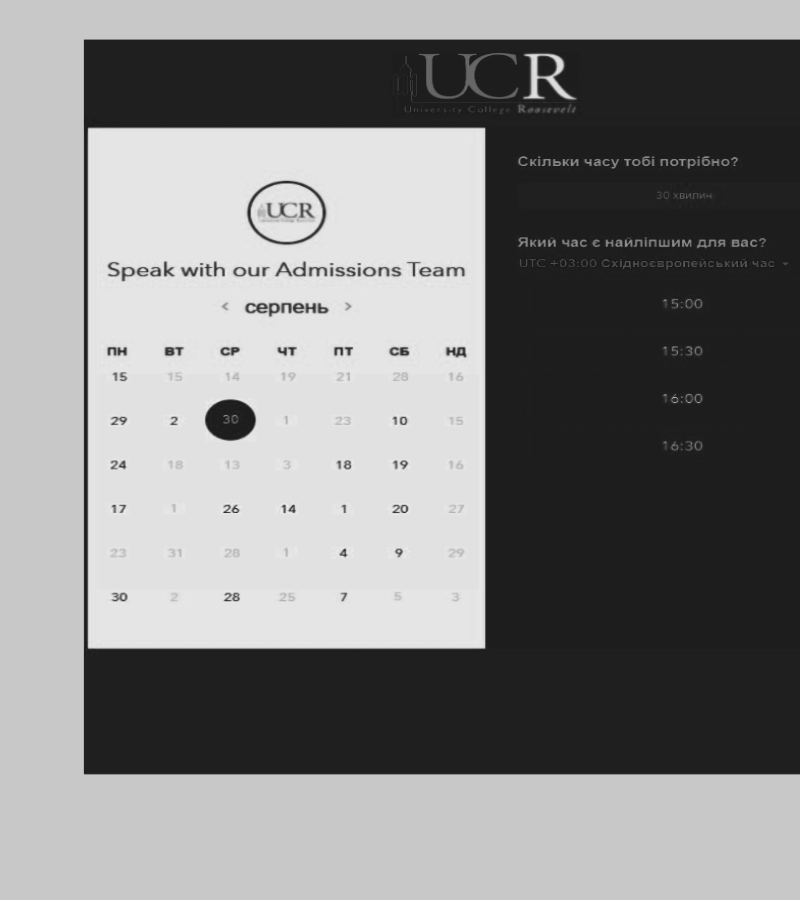 UCR
University College Roosevelt
UCR
Speak with our Admissions Team
< серпень >
ПН ВТ СР ЧТ ПТ СБ НД
15 15 14 19 21 28 16
29 2 30 1 23 10 15
24 18 13 3 18 19 16
17 1 26 14 1 20 27
23 31 28 1 4 9 29
30 2 28 25 7 5 3
Скільки часу тобі потрібно?
30 хвилин
Який час є найліпшим для вас?
UTC +03:00 Східноєвропейський час
15:00
15:30
16:00
16:30